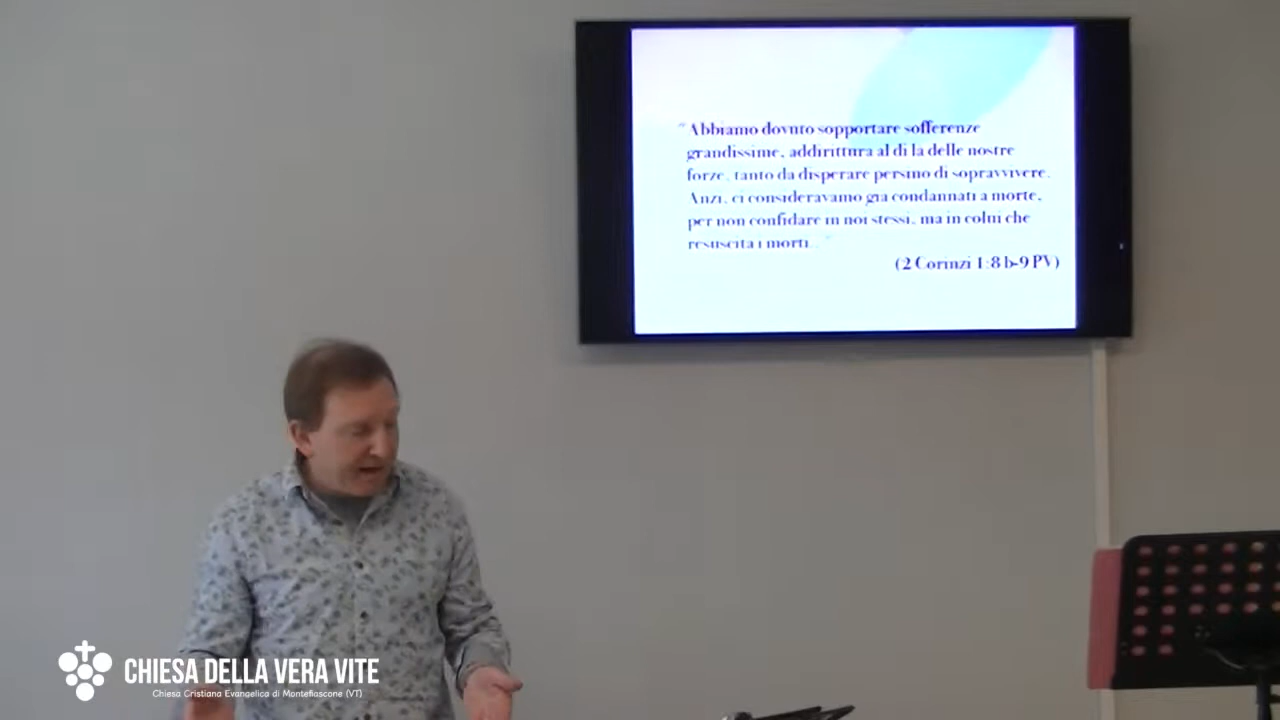 "Abbiamo dovuto sopportare sofferenze
grandissime, addirittura al di la delle nostre
forze, tanto da disperare persino di sopravvivere.
Anzi, ci consideravamo gia condannati a morte,
per non confidare in noi stessi, ma in colui che
resuscita i morti.. "
(2 Corinzi 1:8 b-9 PV)
CHIESA DELLA VERA VITE
Chiesa Cristiana Evangelica di Montefiascone (VT)